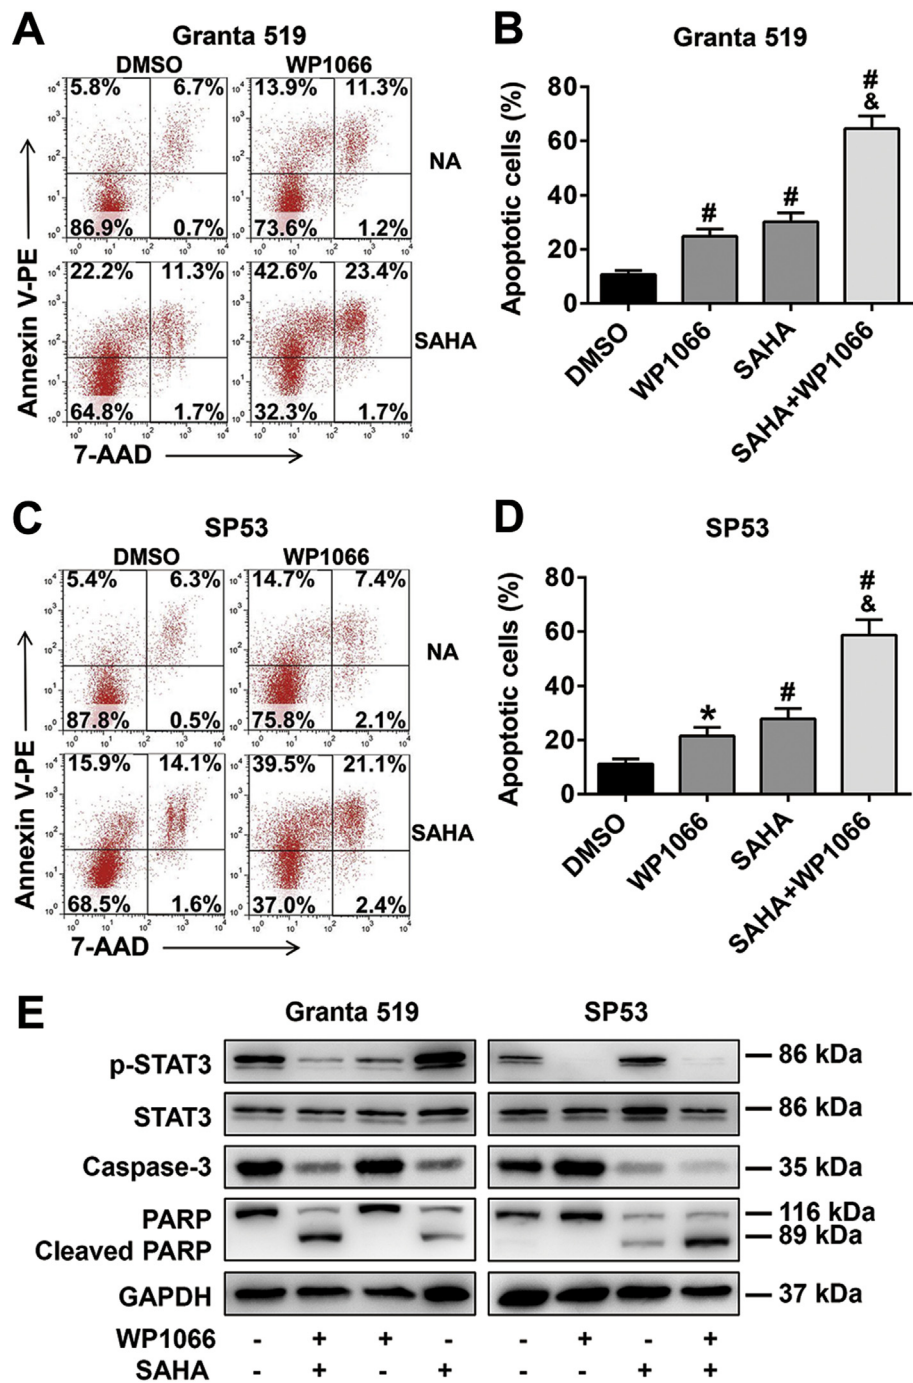 A
Granta 519
DMSO WP1066
5.8% 6.7% 13.9% 11.3%
NA
86.9% 0.7% 73.6% 1.2%
22.2% 11.3% 42.6% 23.4%
SAHA
64.8% 1.7% 32.3% 1.7%
Annexin V-PE
7-AAD
B
Granta 519
Apoptotic cells (%)
80
60
40
20
0
#
#
#
&
DMSO
WP1066
SAHA
SAHA+WP1066
C
SP53
DMSO WP1066
5.4% 6.3% 14.7% 7.4%
NA
87.8% 0.5% 75.8% 2.1%
15.9% 14.1% 39.5% 21.1%
SAHA
68.5% 1.6% 37.0% 2.4%
Annexin V-PE
7-AAD
D
SP53
Apoptotic cells (%)
80
60
40
20
0
*
#
#
&
DMSO
WP1066
SAHA
SAHA+WP1066
E
Granta 519 SP53
p-STAT3 86 kDa
STAT3 86 kDa
Caspase-3 35 kDa
PARP 116 kDa
Cleaved PARP 89 kDa
GAPDH 37 kDa
WP1066 - + + - - + - +
SAHA - + - + - - + +